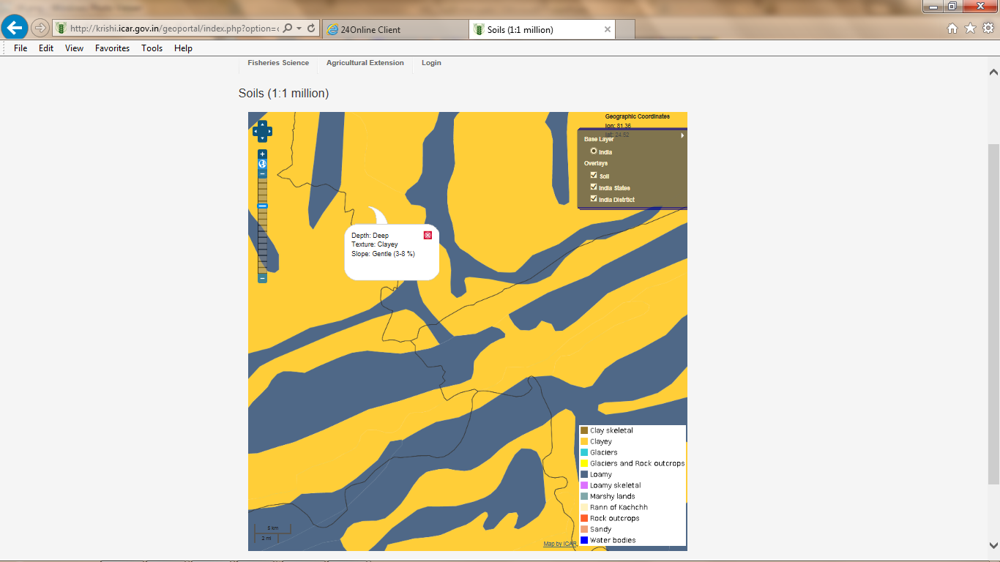 http://krishi.icar.gov.in/geoportal/index.php?option=c
24Online Client
Soils (1:1 million)
File Edit View Favorites Tools Help
Fisheries Science Agricultural Extension Login
Soils (1:1 million)
Geographic Coordinates
lon: 81.36
lat: 24.52
Base Layer
India
Overlays
Soil
India States
India Distrtict
Depth: Deep
Texture: Clayey
Slope: Gentle (3-8 %)
Clay skeletal
Clayey
Glaciers
Glaciers and Rock outcrops
Loamy
Loamy skeletal
Marshy lands
Rann of Kachchh
Rock outcrops
Sandy
Water bodies
5 km
2 mi
Map by ICAR